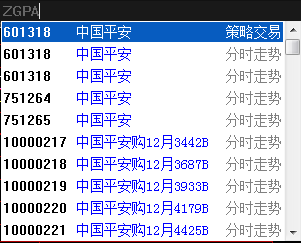 ZGPA
601318 中国平安 策略交易
601318 中国平安 分时走势
601318 中国平安 分时走势
751264 中国平安 分时走势
751265 中国平安 分时走势
10000217 中国平安购12月3442B 分时走势
10000218 中国平安购12月3687B 分时走势
10000219 中国平安购12月3933B 分时走势
10000220 中国平安购12月4179B 分时走势
10000221 中国平安购12月4425B 分时走势